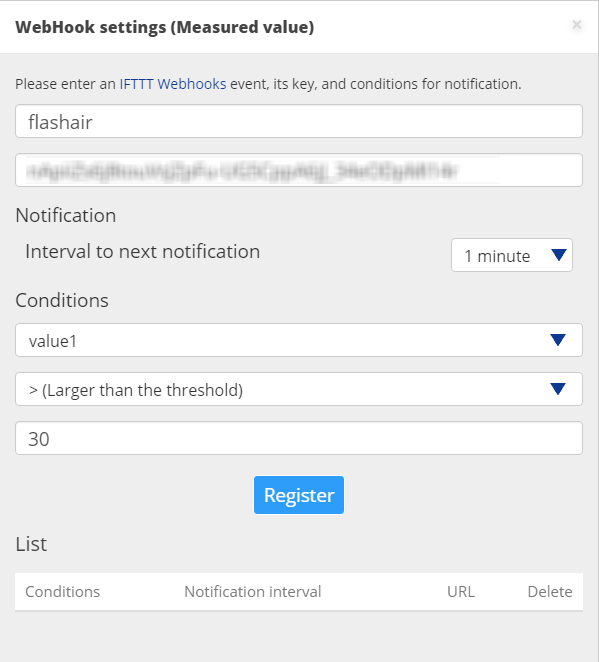 WebHook settings (Measured value)
×
Please enter an IFTTT Webhooks event, its key, and conditions for notification.
flashair
Notification
Interval to next notification
1 minute
Conditions
value1
> (Larger than the threshold)
30
Register
List
Conditions Notification interval URL Delete